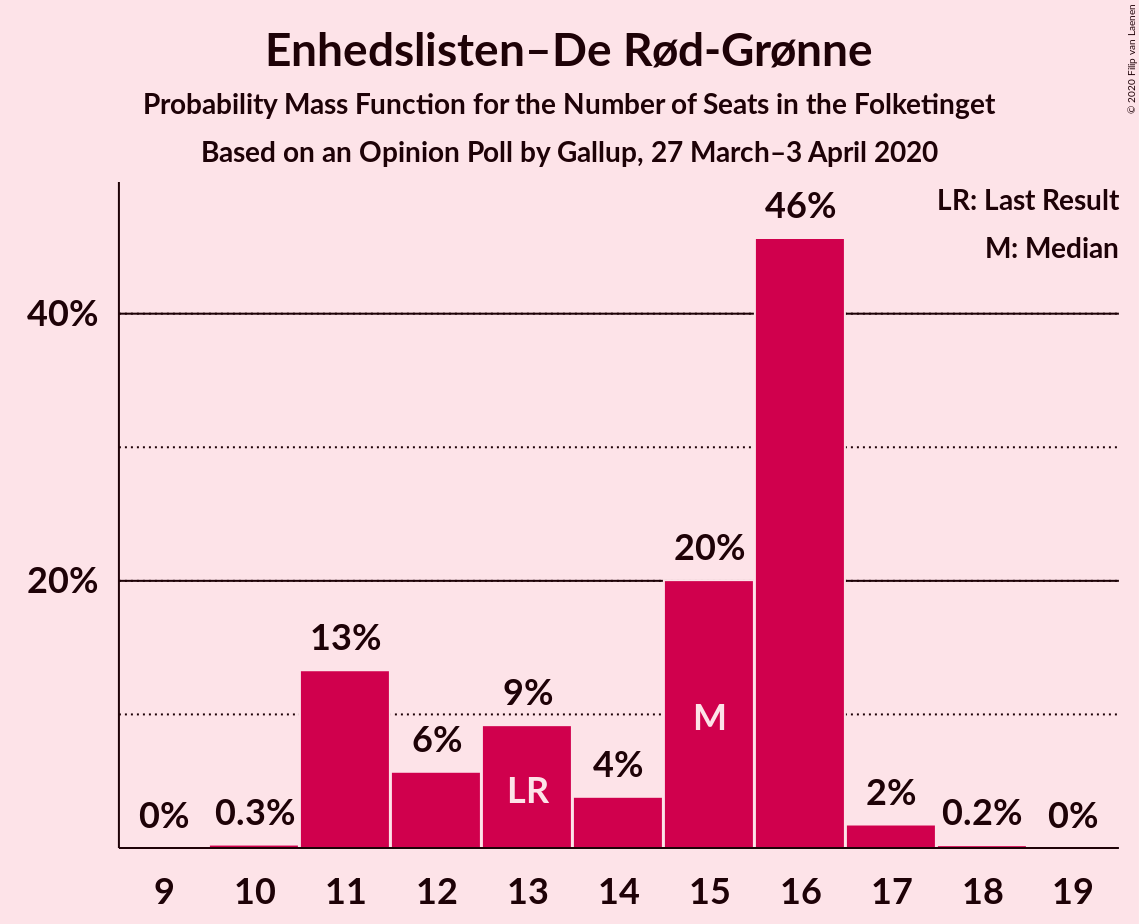 Enhedslisten–De Rød-Grønne
Probability Mass Function for the Number of Seats in the Folketinget
Based on an Opinion Poll by Gallup, 27 March–3 April 2020
© 2020 Filip van Laenen
LR: Last Result
M: Median
46%
40%
20%
20%
13%
9%
6%
4%
2%
0%
0.3%
0.2%
0%
M
LR
9 10 11 12 13 14 15 16 17 18 19